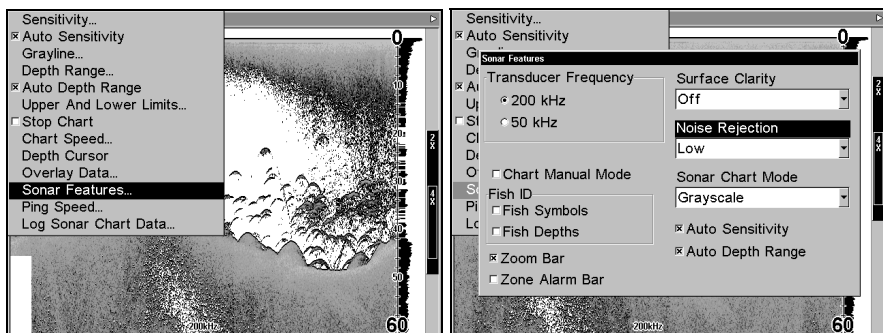 Sensitivity...
Auto Sensitivity
Grayline...
Depth Range...
Auto Depth Range
Upper And Lower Limits...
Stop Chart
Chart Speed...
Depth Cursor
Overlay Data...
Sonar Features...
Ping Speed...
Log Sonar Chart Data...
0
10
20
50
60
200kHz
2x
4x
Sensitivity...
Auto Sensitivity
Sonar Features
Transducer Frequency
200 kHz
50 kHz
Chart Manual Mode
Fish ID
Fish Symbols
Fish Depths
Zoom Bar
Zone Alarm Bar
Surface Clarity
Off
Noise Rejection
Low
Sonar Chart Mode
Grayscale
Auto Sensitivity
Auto Depth Range
0
60
200kHz
2x
4x